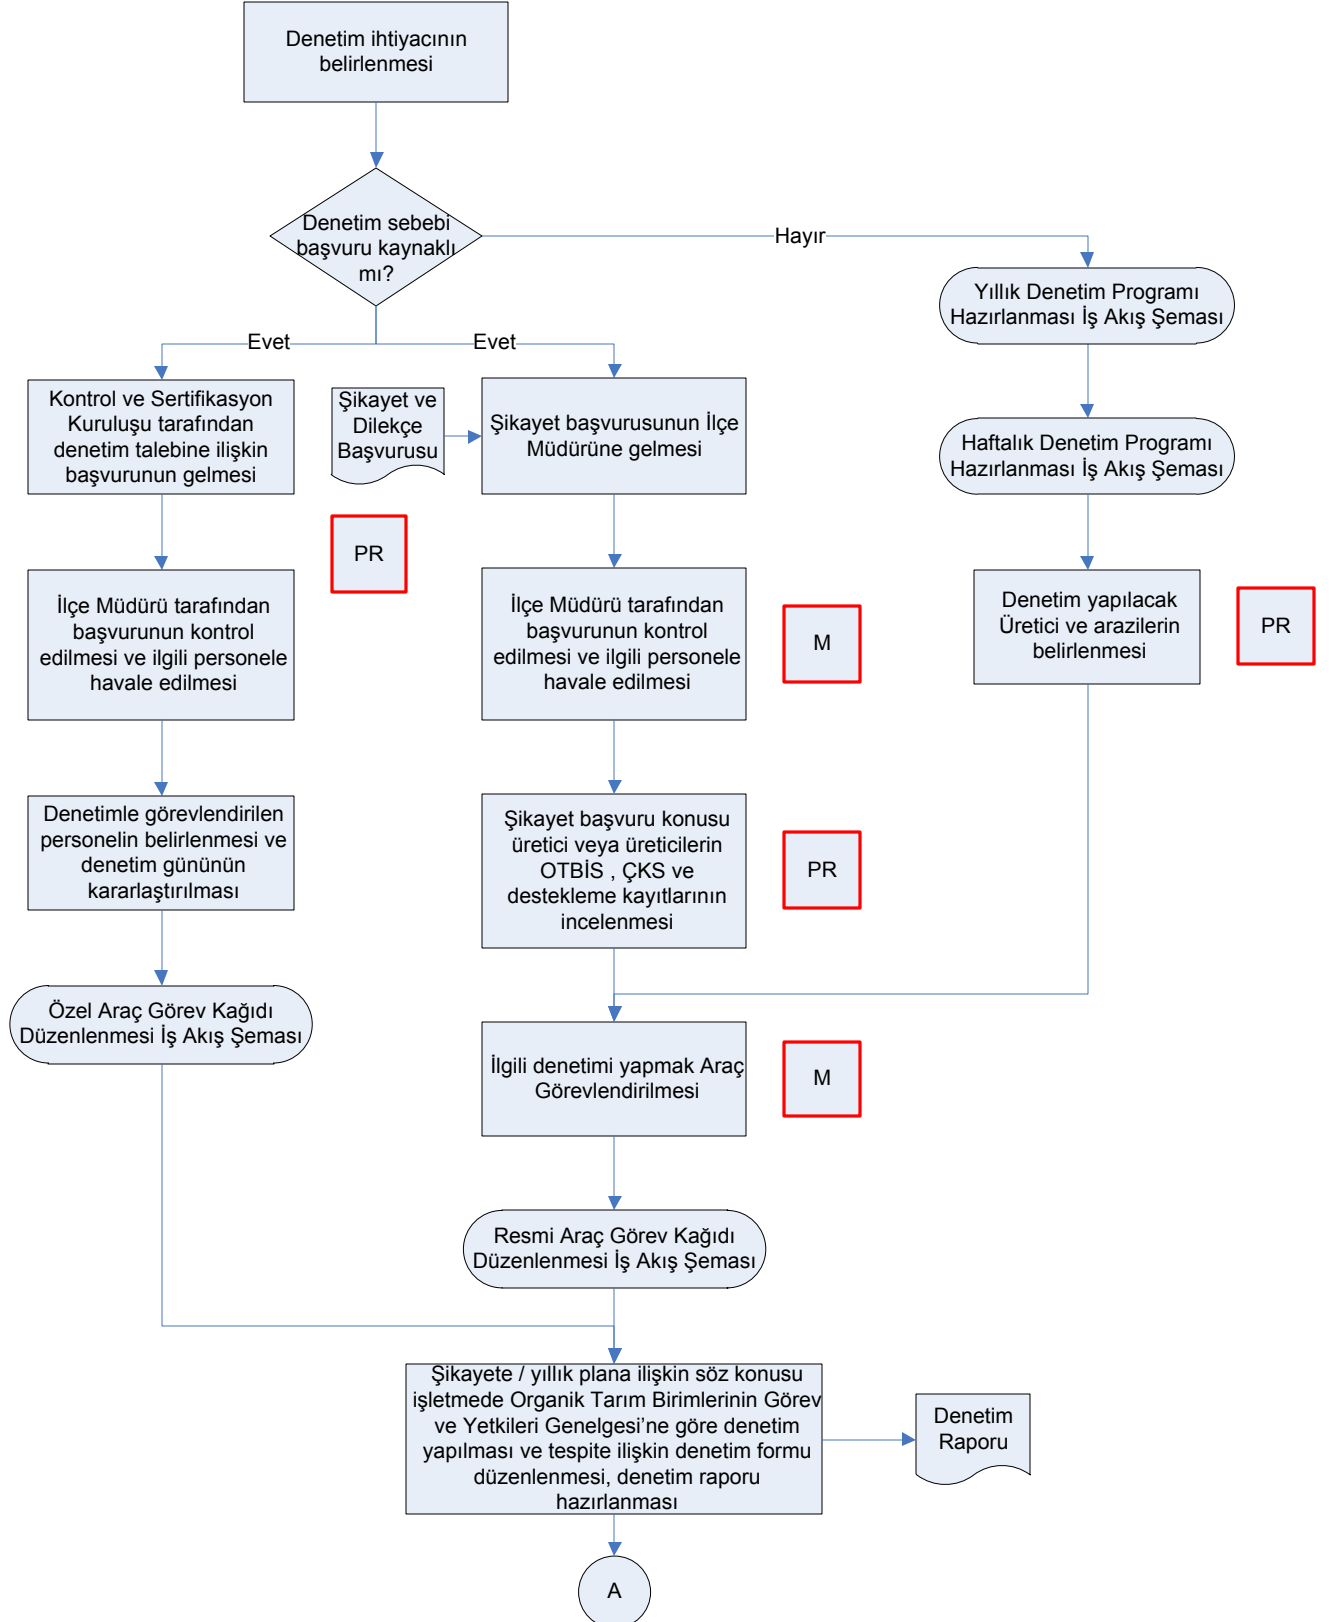 Denetim ihtiyacının
belirlenmesi
Denetim sebebi
başvuru kaynaklı
mı?
Hayır
Evet
Evet
Yıllık Denetim Programı
Hazırlanması İş Akış Şeması
Kontrol ve Sertifikasyon
Kuruluşu tarafından
denetim talebine ilişkin
başvurunun gelmesi
Şikayet ve
Dilekçe
Başvurusu
Şikayet başvurusunun İlçe
Müdürüne gelmesi
Haftalık Denetim Programı
Hazırlanması İş Akış Şeması
PR
İlçe Müdürü tarafından
başvurunun kontrol
edilmesi ve ilgili personele
havale edilmesi
İlçe Müdürü tarafından
başvurunun kontrol
edilmesi ve ilgili personele
havale edilmesi
M
Denetim yapılacak
Üretici ve arazilerin
belirlenmesi
PR
Denetimle görevlendirilen
personelin belirlenmesi ve
denetim gününün
kararlaştırılması
Şikayet başvuru konusu
üretici veya üreticilerin
OTBİS , ÇKS ve
destekleme kayıtlarının
incelenmesi
PR
Özel Araç Görev Kağıdı
Düzenlenmesi İş Akış Şeması
İlgili denetimi yapmak Araç
Görevlendirilmesi
M
Resmi Araç Görev Kağıdı
Düzenlenmesi İş Akış Şeması
Şikayete / yıllık plana ilişkin söz konusu
işletmede Organik Tarım Birimlerinin Görev
ve Yetkileri Genelgesi’ne göre denetim
yapılması ve tespite ilişkin denetim formu
düzenlenmesi, denetim raporu
hazırlanması
Denetim
Raporu
A